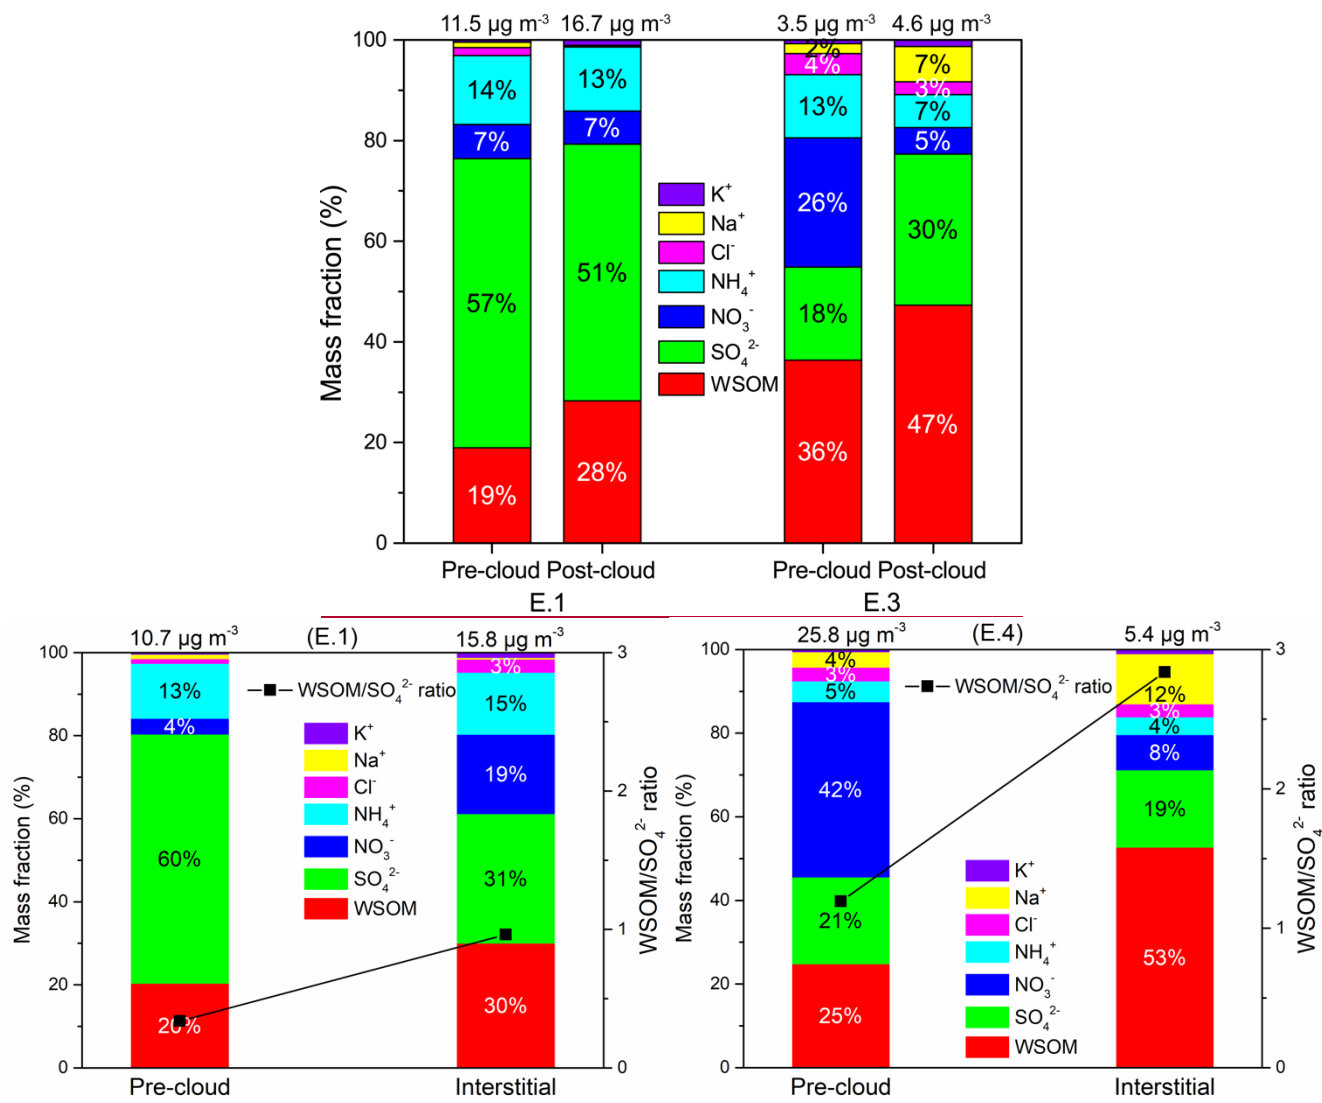 11.5 µg m-3 16.7 µg m-3 3.5 µg m-3 4.6 µg m-3
Mass fraction (%)
100
80
60
40
20
0
14%
7%
57%
19%
13%
7%
51%
28%
K+
Na+
Cl-
NH4+
NO3-
SO42-
WSOM
2%
4%
13%
26%
18%
36%
7%
3%
7%
5%
30%
47%
Pre-cloud Post-cloud Pre-cloud Post-cloud
E.1 E.3
10.7 µg m-3 (E.1) 15.8 µg m-3
Mass fraction (%)
100
80
60
40
20
0
13%
4%
60%
20%
WSOM/SO42- ratio
K+
Na+
Cl-
NH4+
NO3-
SO42-
WSOM
3%
15%
19%
31%
30%
3
2
1
0
WSOM/SO42- ratio
Pre-cloud Interstitial
25.8 µg m-3 (E.4) 5.4 µg m-3
Mass fraction (%)
100
80
60
40
20
0
4%
3%
5%
42%
21%
25%
WSOM/SO42- ratio
K+
Na+
Cl-
NH4+
NO3-
SO42-
WSOM
12%
3%
4%
8%
19%
53%
3
2
1
0
WSOM/SO42- ratio
Pre-cloud Interstitial